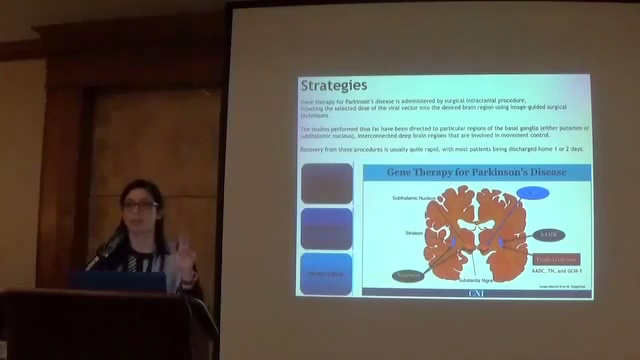 Strategies
Gene therapy for Parkinson's disease is administered by surgical intracranial procedure,
injecting the selected dose of the viral vector into the desired brain region using image-guided surgical
techniques.
The studies performed thus far have been directed to particular regions of the basal ganglia (either putamen or
subthalamic nucleus), interconnected deep brain regions that are involved in movement control.
Recovery from these procedures is usually quite rapid, with most patients being discharged home 1 or 2 days.
Gene Therapy for Parkinson's Disease
Subthalamic Nucleus
Striatum
hAADC
AADC, TH, and GCH-1
Substantia Nigra
CNI